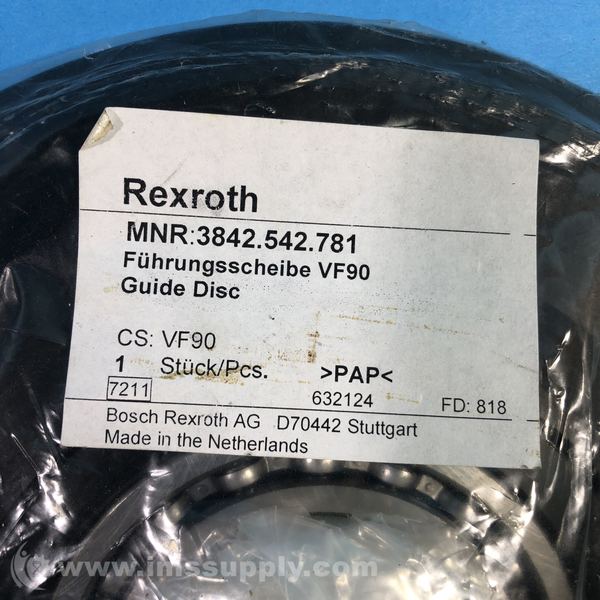 Rexroth
MNR:3842.542.781
Führungsscheibe VF90
Guide Disc
CS: VF90
1 Stück/Pcs. >PAP<
7211 632124 FD: 818
Bosch Rexroth AG D70442 Stuttgart
Made in the Netherlands
www.imssupply.com